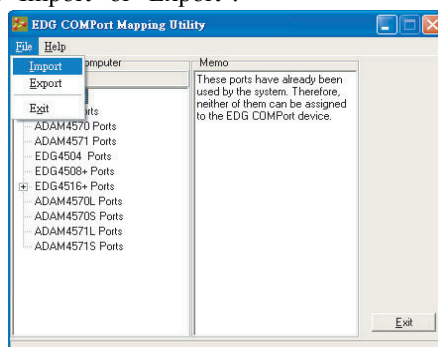 "Import" or "Export".
EDG COMPort Mapping Utility
File Help
Import
Export
Exit
mputer
rts
ADAM4570 Ports
ADAM4571 Ports
EDG4504 Ports
EDG4508+ Ports
EDG4516+ Ports
ADAM4570L Ports
ADAM4570S Ports
ADAM4571L Ports
ADAM4571S Ports
Memo
These ports have already been
used by the system. Therefore,
neither of them can be assigned
to the EDG COMPort device.
Exit